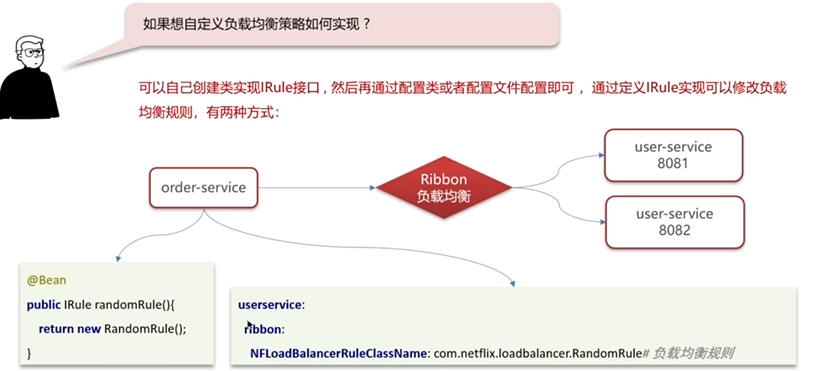 如果想自定义负载均衡策略如何实现？
可以自己创建类实现IRule接口，然后再通过配置类或者配置文件配置即可，通过定义IRule实现可以修改负载
均衡规则，有两种方式：
order-service
Ribbon
负载均衡
user-service
8081
user-service
8082
@Bean
public IRule randomRule(){
return new RandomRule();
}
userservice:
ribbon:
NFLoadBalancerRuleClassName: com.netflix.loadbalancer.RandomRule# 负载均衡规则